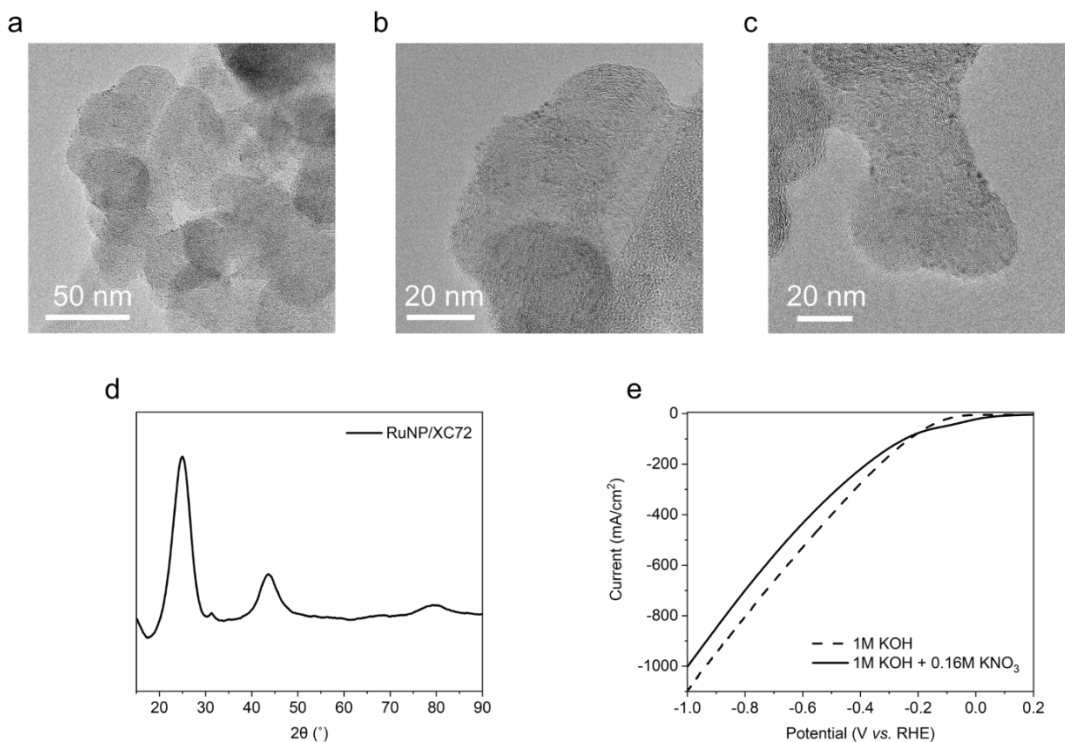 a
b
c
50 nm
20 nm
20 nm
d
e
RuNP/XC72
20 30 40 50 60 70 80 90
2θ (˚)
0
-200
-400
-600
-800
-1000
Current (mA/cm²)
1M KOH
1M KOH + 0.16M KNO₃
-1.0 -0.8 -0.6 -0.4 -0.2 0.0 0.2
Potential (V vs. RHE)